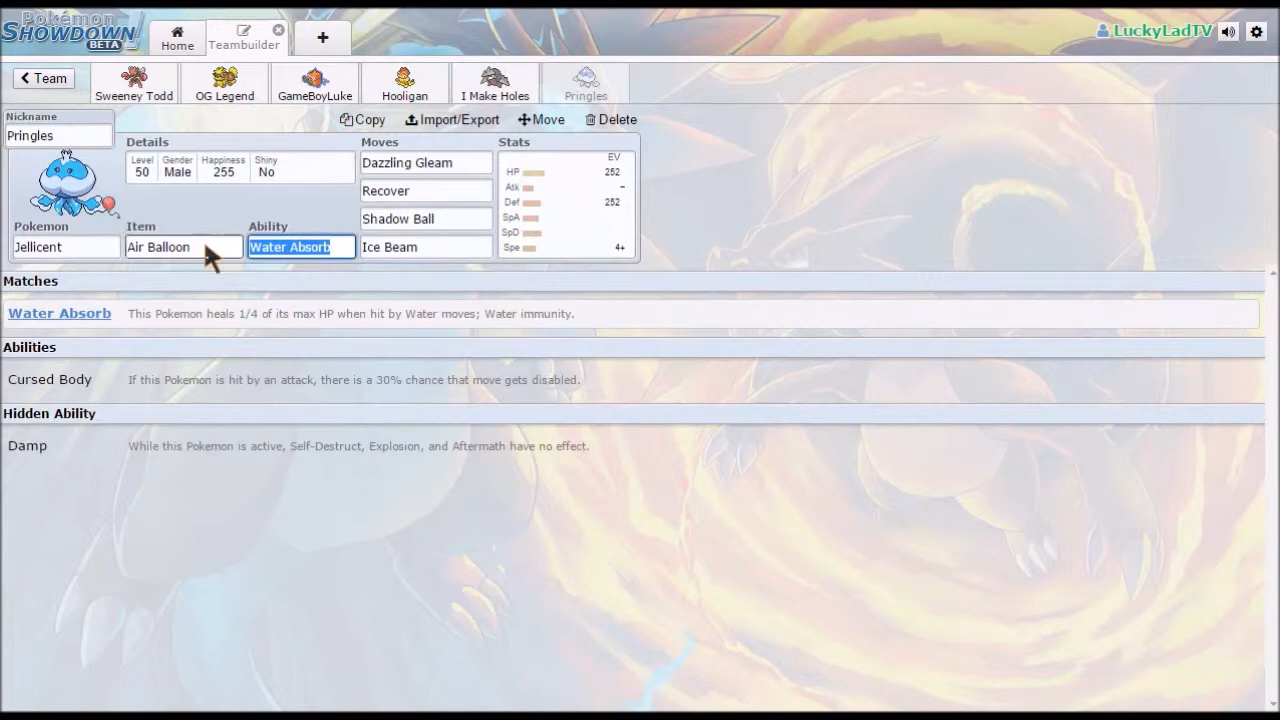 Pokémon
SHOWDOWN!
BETA
Home
Teambuilder
+
LuckyLadTV
Team
Sweeney Todd
OG Legend
GameBoyLuke
Hooligan
I Make Holes
Pringles
Nickname
Pringles
Copy
Import/Export
Move
Delete
Details
Moves
Stats
Level
Gender
Happiness
Shiny
50
Male
255
No
Dazzling Gleam
Recover
Shadow Ball
Ice Beam
EV
HP 252
Atk -
Def 252
SpA
SpD
Spe 4+
Pokemon
Item
Ability
Jellicent
Air Balloon
Water Absorb
Matches
Water Absorb This Pokemon heals 1/4 of its max HP when hit by Water moves; Water immunity.
Abilities
Cursed Body If this Pokemon is hit by an attack, there is a 30% chance that move gets disabled.
Hidden Ability
Damp While this Pokemon is active, Self-Destruct, Explosion, and Aftermath have no effect.